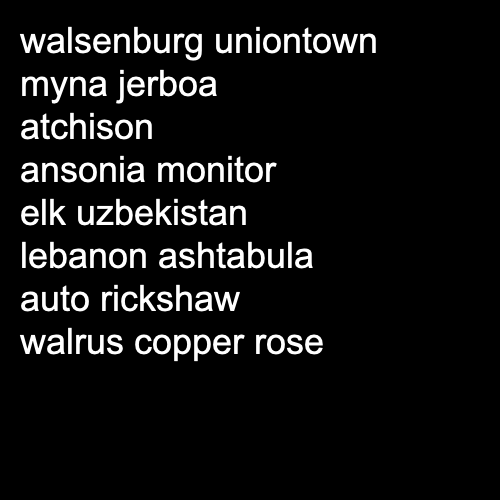 walsenburg uniontown
myna jerboa
atchison
ansonia monitor
elk uzbekistan
lebanon ashtabula
auto rickshaw
walrus copper rose